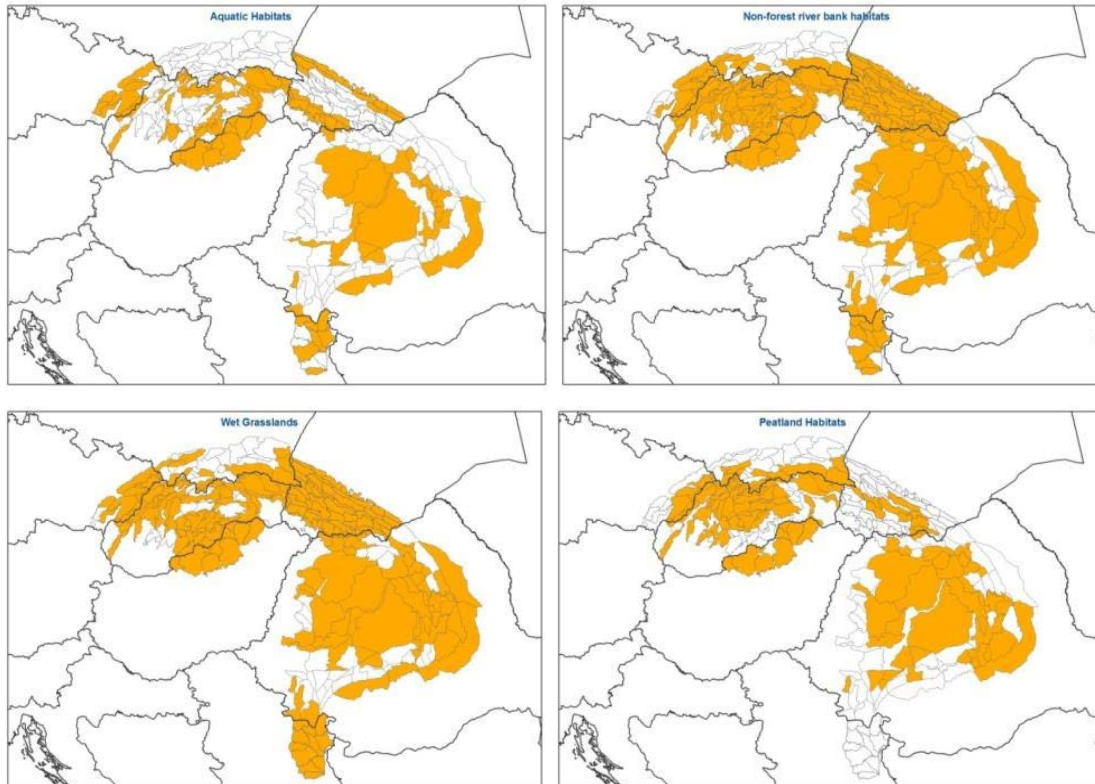 Aquatic Habitats
Non-forest river bank habitats
Wet Grasslands
Peatland Habitats